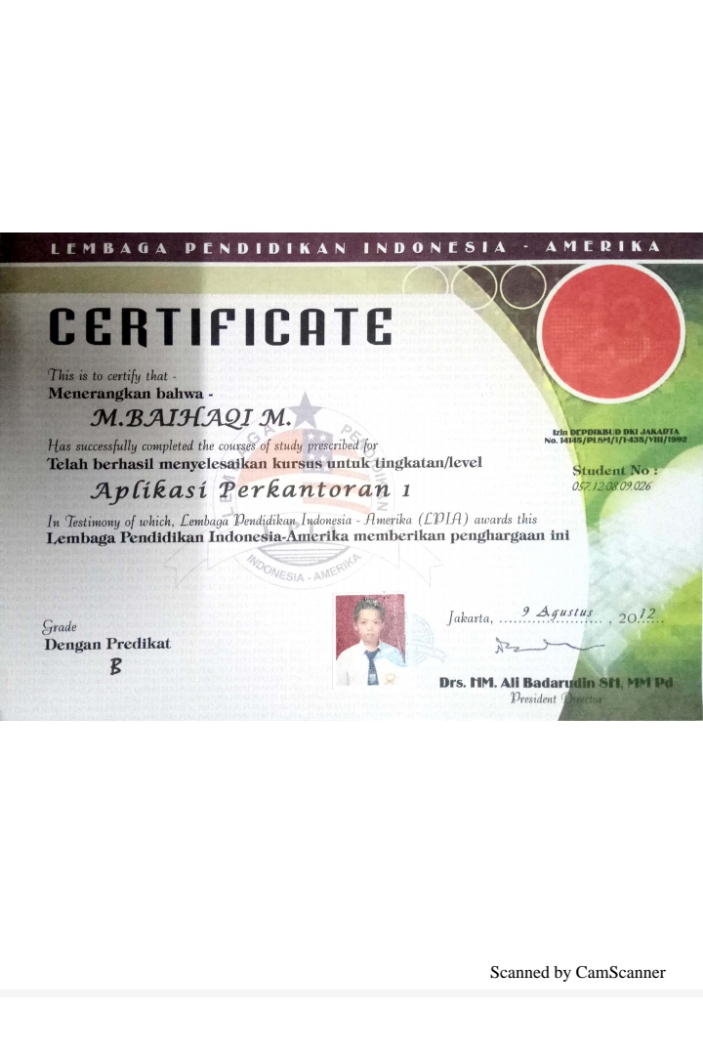 LEMBAGA PENDIDIKAN INDONESIA - AMERIKA
CERTIFICATE
This is to certify that -
Menerangkan bahwa -
M.BAIHAQI M.
Has successfully completed the courses of study prescribed for
Telah berhasil menyelesaikan kursus untuk tingkatan/level
Aplikasi Perkantoran 1
In Testimony of which, Lembaga Pendidikan Indonesia - Amerika (LPIA) awards this
Lembaga Pendidikan Indonesia-Amerika memberikan penghargaan ini
Izin DEPDIKBUD DKI JAKARTA
No. 14145/PLSM/1/1-435/VIII/1992
Student No :
057.12.08.09.026
LEMBAGA PENDIDIKAN
INDONESIA - AMERIKA
Grade
Dengan Predikat
B
Jakarta, 9 Agustus, 2012
Drs. HM. Ali Badarudin SH, MM Pd
President Director
Scanned by CamScanner